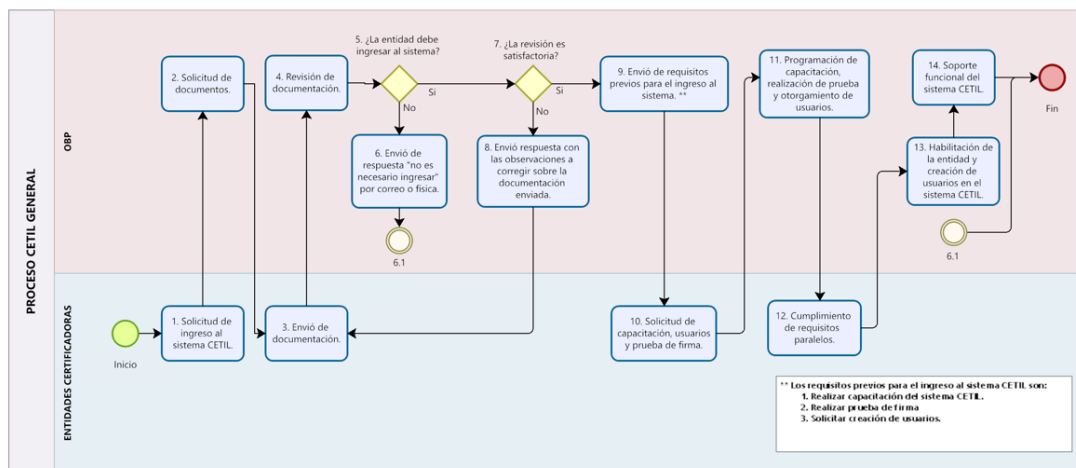 PROCESO CETIL GENERAL
OBP
ENTIDADES CERTIFICADORAS
Inicio
1. Solicitud de
ingreso al
sistema CETIL.
2. Solicitud de
documentos.
3. Envió de
documentación.
4. Revisión de
documentación.
5. ¿La entidad debe
ingresar al sistema?
Si
No
6. Envió de
respuesta "no es
necesario ingresar"
por correo o física.
6.1
7. ¿La revisión es
satisfactoria?
Si
No
8. Envió respuesta con
las observaciones a
corregir sobre la
documentación
enviada.
9. Envió de requisitos
previos para el ingreso al
sistema. **
10. Solicitud de
capacitación, usuarios
y prueba de firma.
11. Programación de
capacitación,
realización de prueba
y otorgamiento de
usuarios.
12. Cumplimiento
de requisitos
paralelos.
13. Habilitación de
la entidad y
creación de
usuarios en el
sistema CETIL.
14. Soporte
funcional del
sistema CETIL.
6.1
Fin
** Los requisitos previos para el ingreso al sistema CETIL son:
1. Realizar capacitación del sistema CETIL.
2. Realizar prueba de firma
3. Solicitar creación de usuarios.